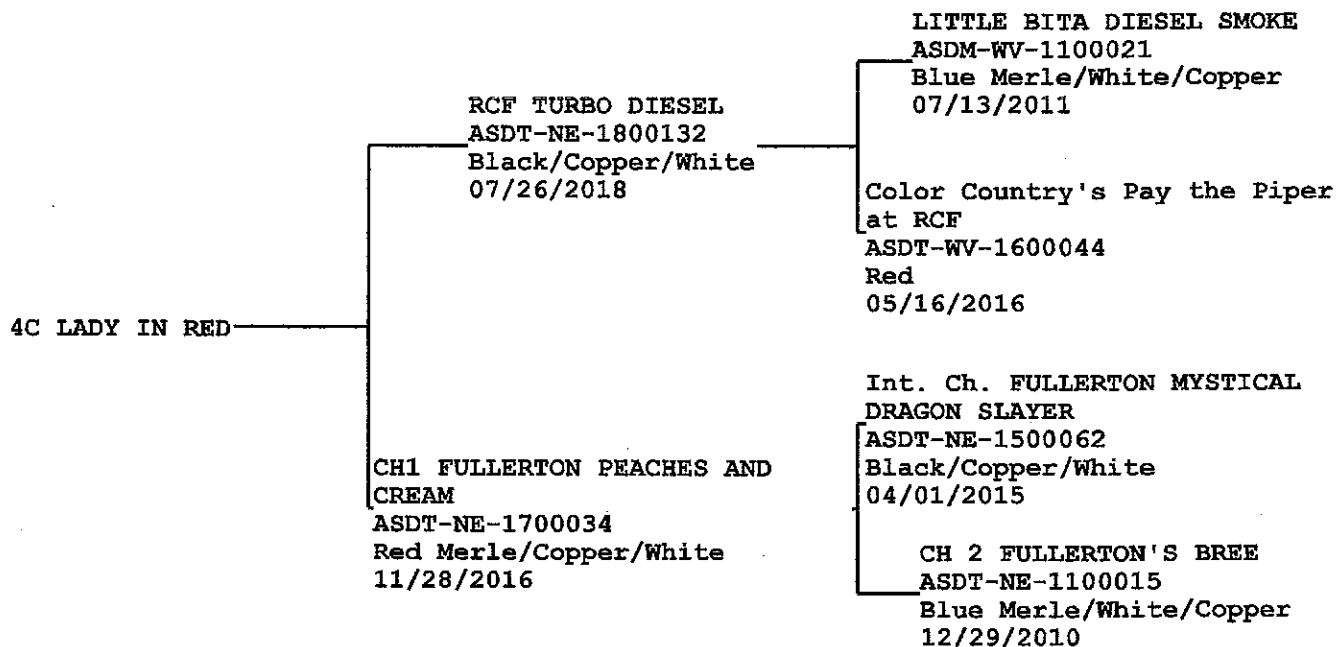 LITTLE BITA DIESEL SMOKE
ASDM-WV-1100021
Blue Merle/White/Copper
07/13/2011
RCF TURBO DIESEL
ASDT-NE-1800132
Black/Copper/White
07/26/2018
Color Country's Pay the Piper
at RCF
ASDT-WV-1600044
Red
05/16/2016
4C LADY IN RED
Int. Ch. FULLERTON MYSTICAL
DRAGON SLAYER
ASDT-NE-1500062
Black/Copper/White
04/01/2015
CH1 FULLERTON PEACHES AND
CREAM
ASDT-NE-1700034
Red Merle/Copper/White
11/28/2016
CH 2 FULLERTON'S BREE
ASDT-NE-1100015
Blue Merle/White/Copper
12/29/2010